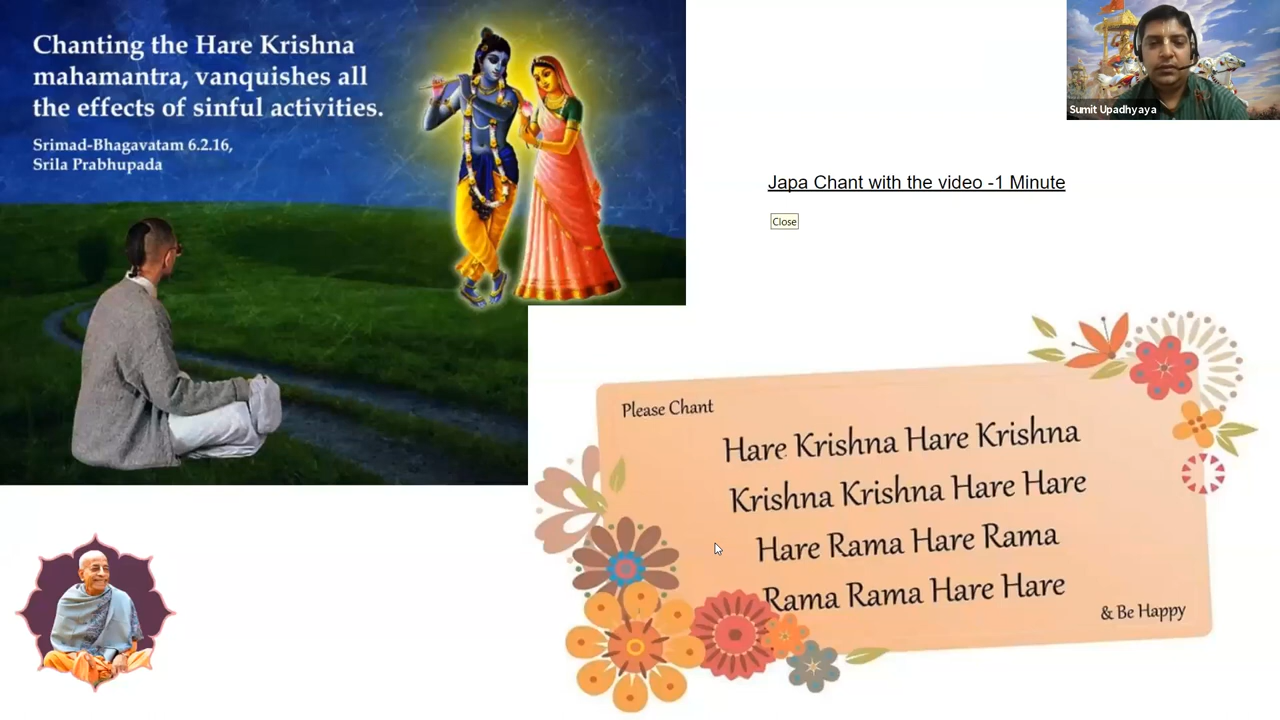 Chanting the Hare Krishna
mahamantra, vanquishes all
the effects of sinful activities.
Srimad-Bhagavatam 6.2.16,
Srila Prabhupada
Sumit Upadhyaya
Japa Chant with the video -1 Minute
Close
Please Chant
Hare Krishna Hare Krishna
Krishna Krishna Hare Hare
Hare Rama Hare Rama
Rama Rama Hare Hare
& Be Happy